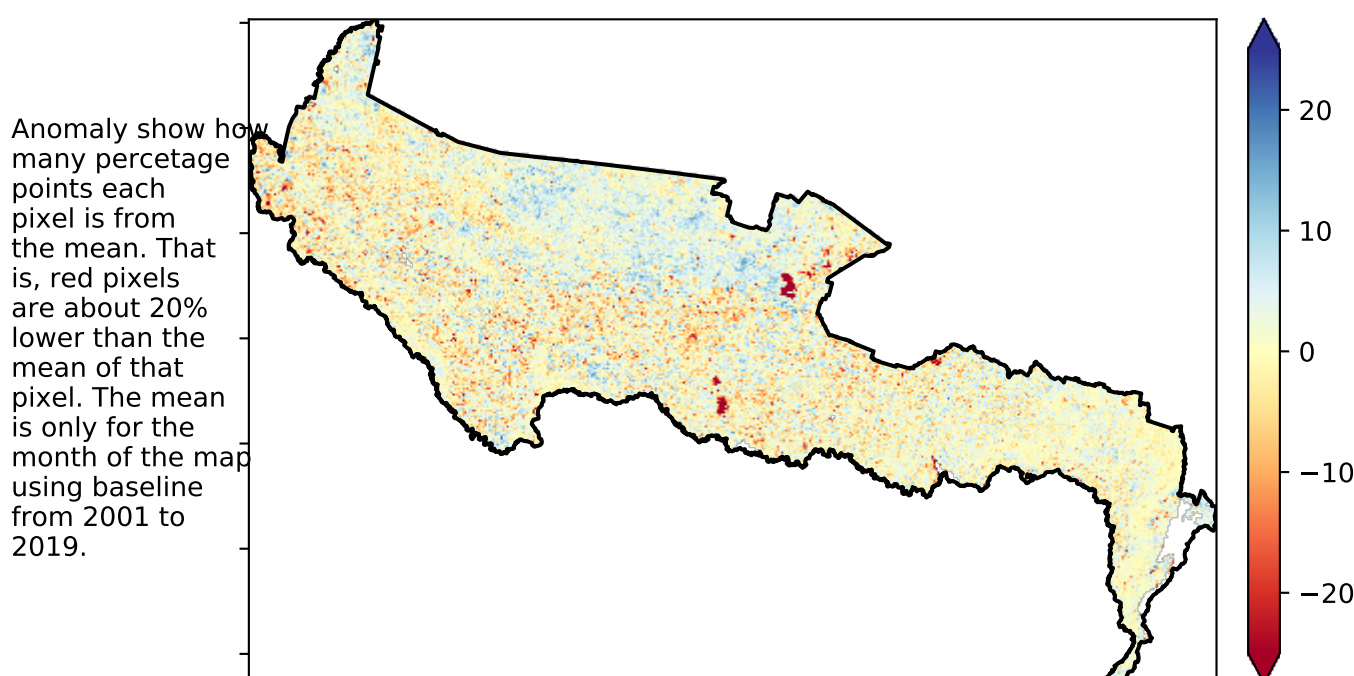 Anomaly show how
many percetage
points each
pixel is from
the mean. That
is, red pixels
are about 20%
lower than the
mean of that
pixel. The mean
is only for the
month of the map
using baseline
from 2001 to
2019.
20
10
0
−10
−20